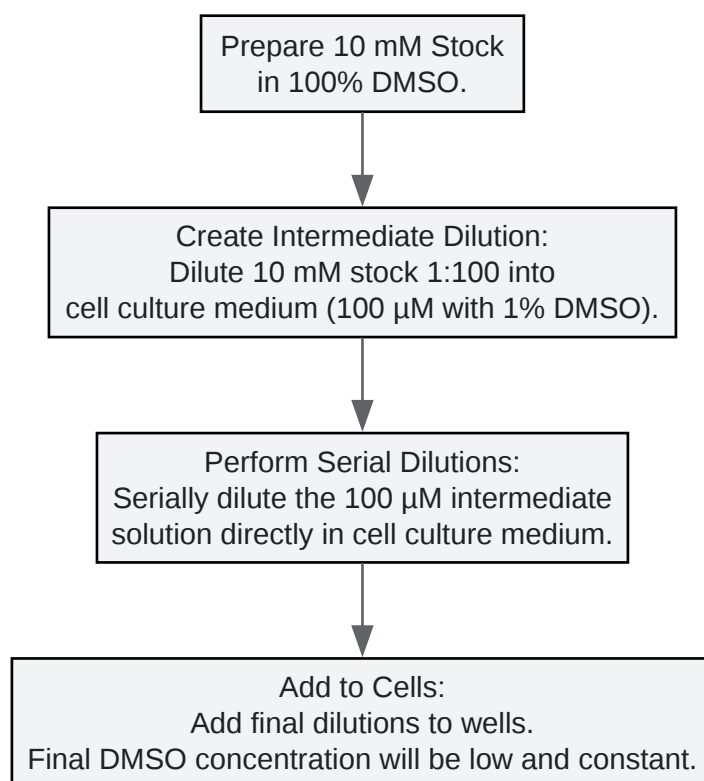 Prepare 10 mM Stock
in 100% DMSO.
Create Intermediate Dilution:
Dilute 10 mM stock 1:100 into
cell culture medium (100 µM with 1% DMSO).
Perform Serial Dilutions:
Serially dilute the 100 µM intermediate
solution directly in cell culture medium.
Add to Cells:
Add final dilutions to wells.
Final DMSO concentration will be low and constant.